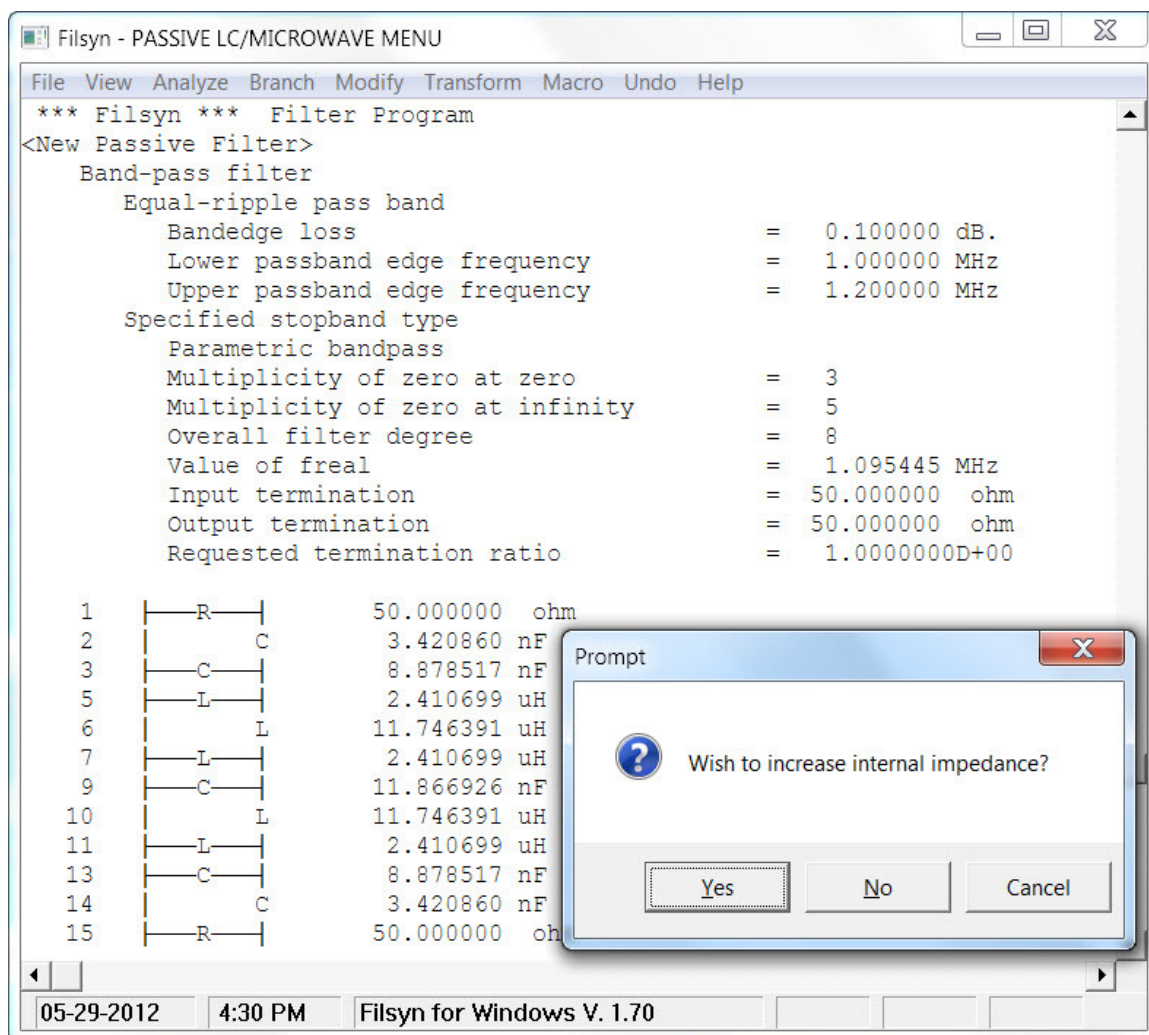 Filsyn - PASSIVE LC/MICROWAVE MENU
File View Analyze Branch Modify Transform Macro Undo Help
*** Filsyn *** Filter Program
<New Passive Filter>
Band-pass filter
Equal-ripple pass band
Bandedge loss = 0.100000 dB.
Lower passband edge frequency = 1.000000 MHz
Upper passband edge frequency = 1.200000 MHz
Specified stopband type
Parametric bandpass
Multiplicity of zero at zero = 3
Multiplicity of zero at infinity = 5
Overall filter degree = 8
Value of freal = 1.095445 MHz
Input termination = 50.000000 ohm
Output termination = 50.000000 ohm
Requested termination ratio = 1.0000000D+00
1 R 50.000000 ohm
2 C 3.420860 nF
3 C 8.878517 nF
5 L 2.410699 uH
6 L 11.746391 uH
7 L 2.410699 uH
9 C 11.866926 nF
10 L 11.746391 uH
11 L 2.410699 uH
13 C 8.878517 nF
14 C 3.420860 nF
15 R 50.000000 oh
Prompt
Wish to increase internal impedance?
Yes No Cancel
05-29-2012 4:30 PM Filsyn for Windows V. 1.70